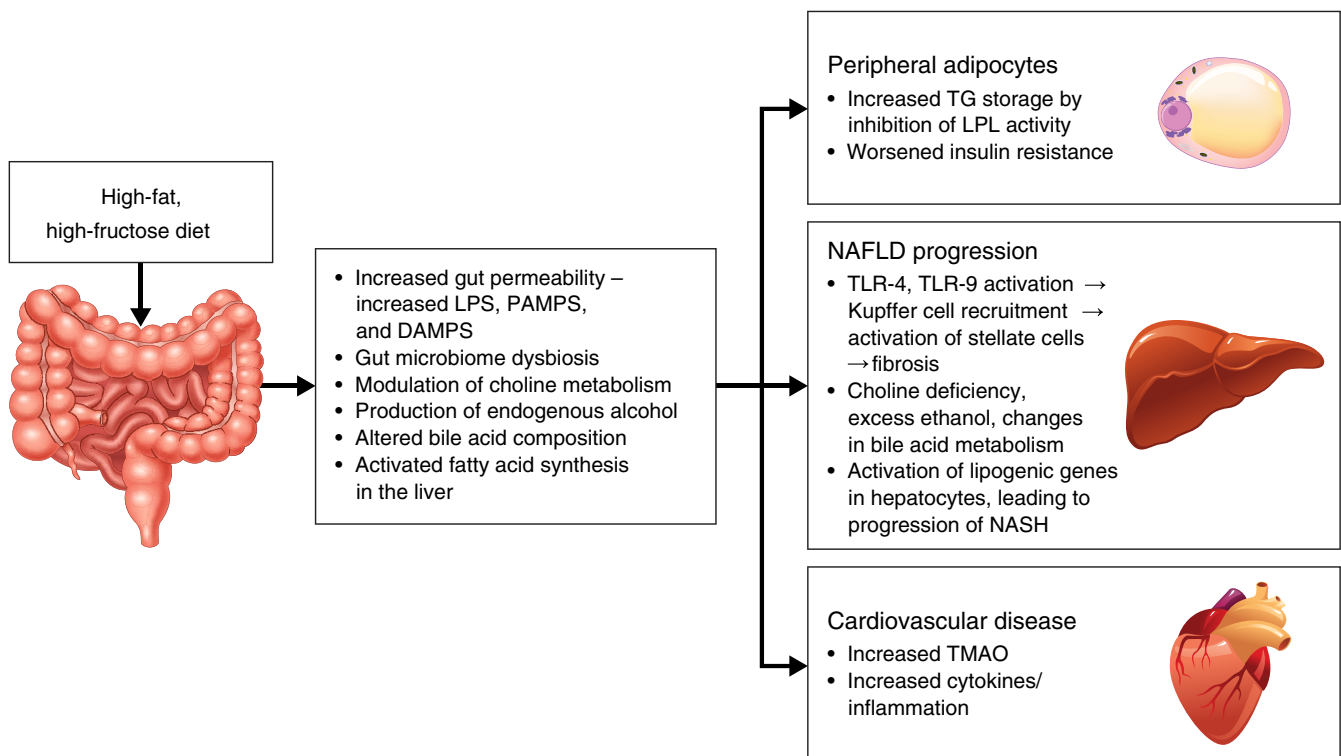 High-fat,
high-fructose diet
• Increased gut permeability –
increased LPS, PAMPS,
and DAMPS
• Gut microbiome dysbiosis
• Modulation of choline metabolism
• Production of endogenous alcohol
• Altered bile acid composition
• Activated fatty acid synthesis
in the liver
Peripheral adipocytes
• Increased TG storage by
inhibition of LPL activity
• Worsened insulin resistance
NAFLD progression
• TLR-4, TLR-9 activation →
Kupffer cell recruitment →
activation of stellate cells
→fibrosis
• Choline deficiency,
excess ethanol, changes
in bile acid metabolism
• Activation of lipogenic genes
in hepatocytes, leading to
progression of NASH
Cardiovascular disease
• Increased TMAO
• Increased cytokines/
inflammation